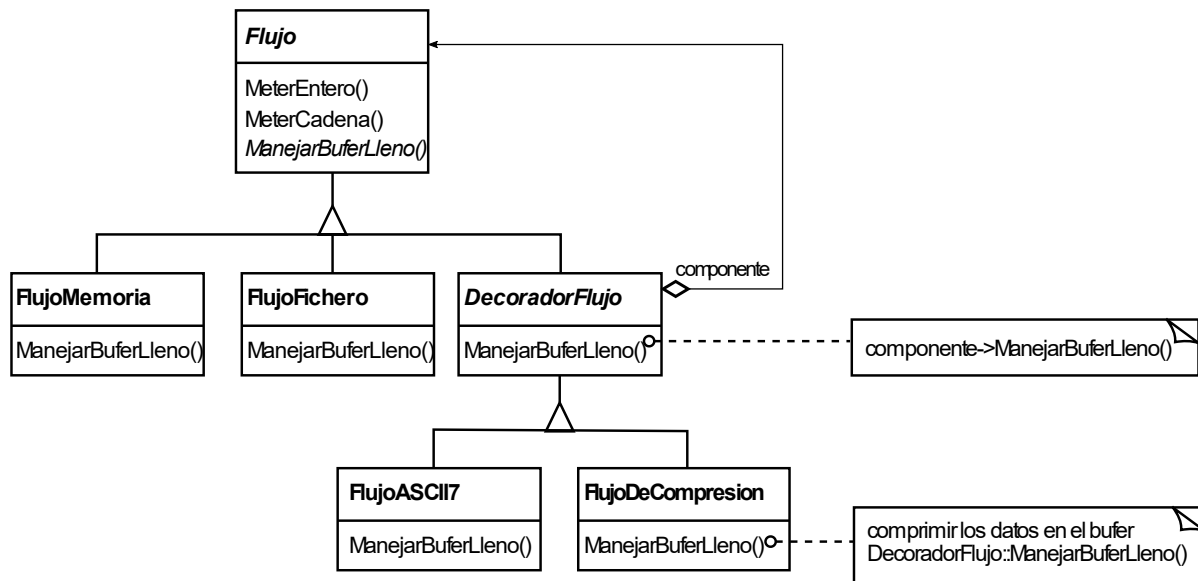 Flujo
MeterEntero()
MeterCadena()
ManejarBuferLleno()
componente
FlujoMemoria
ManejarBuferLleno()
FlujoFichero
ManejarBuferLleno()
DecoradorFlujo
ManejarBuferLleno()
componente->ManejarBuferLleno()
FlujoASCII7
ManejarBuferLleno()
FlujoDeCompresion
ManejarBuferLleno()
comprimir los datos en el bufer
DecoradorFlujo::ManejarBuferLleno()